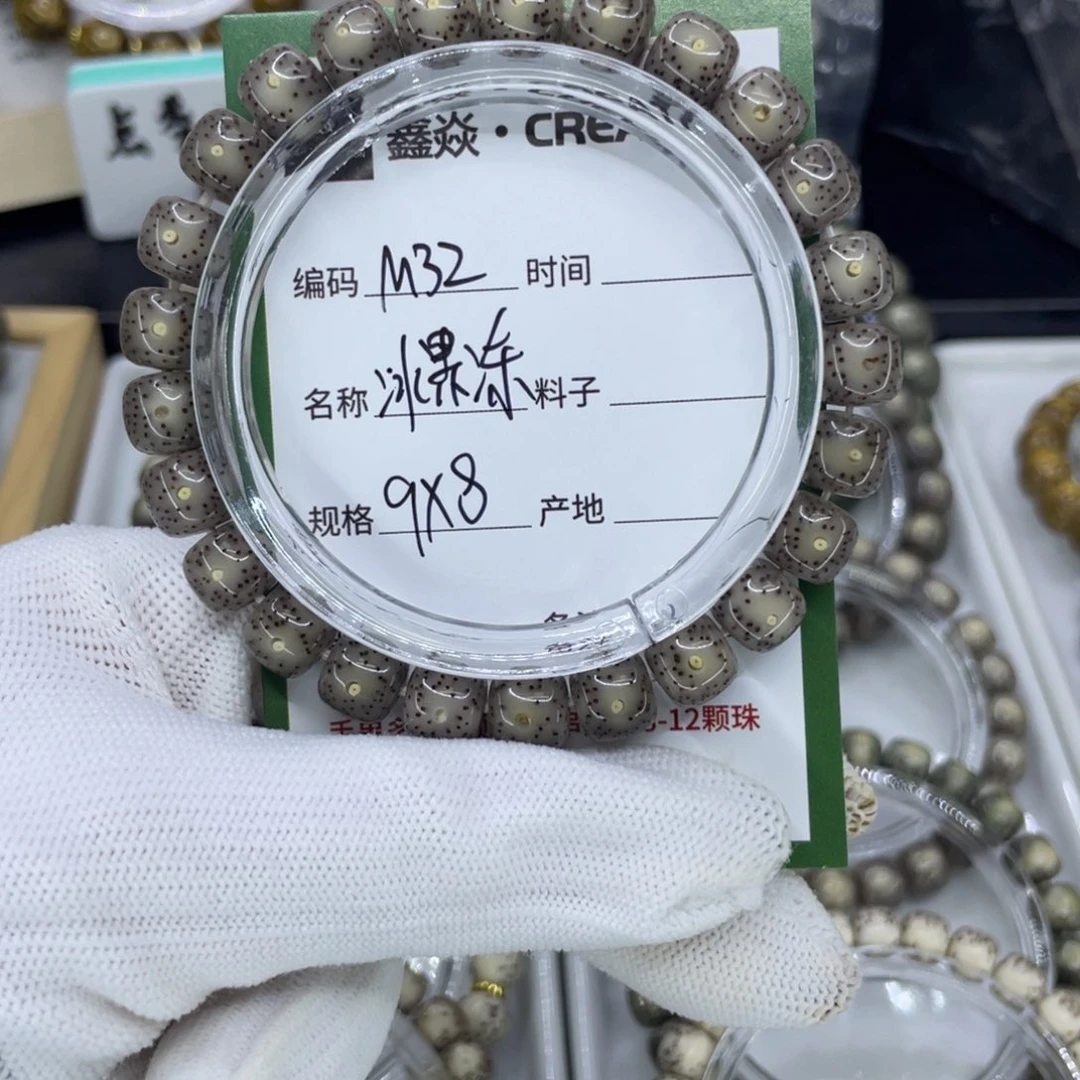 点
鑫焱·CREA
编码 M32 时间
名称 冰果冻 料子
规格 9X8 产地
-12颗珠